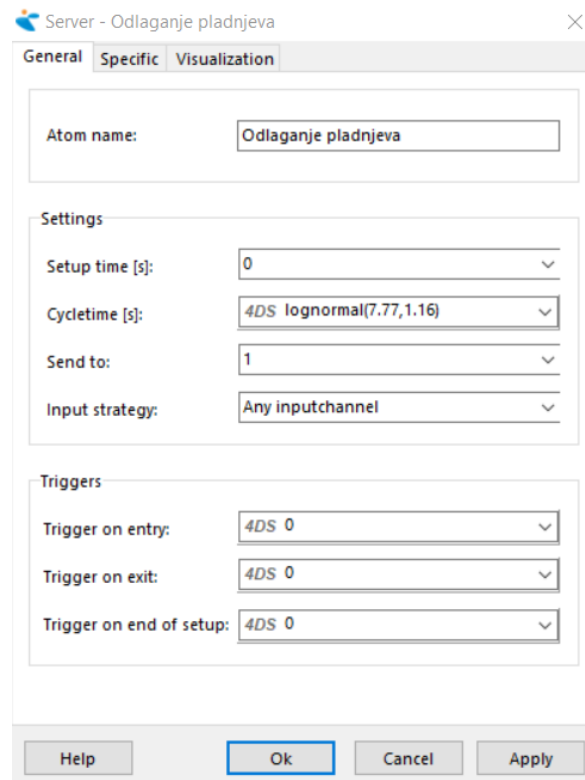 Server - Odlaganje pladnjeva
General Specific Visualization
Atom name: Odlaganje pladnjeva
Settings
Setup time [s]: 0
Cycletime [s]: 4DS lognormal(7.77,1.16)
Send to: 1
Input strategy: Any inputchannel
Triggers
Trigger on entry: 4DS 0
Trigger on exit: 4DS 0
Trigger on end of setup: 4DS 0
Help Ok Cancel Apply